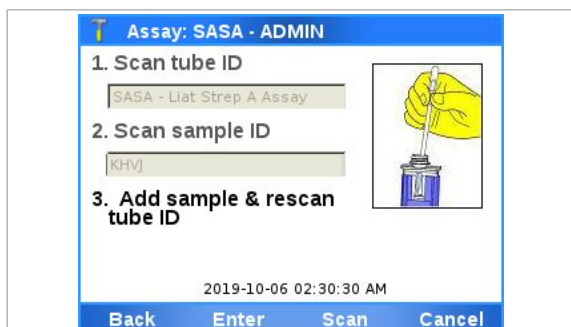 Assay: SASA - ADMIN
1. Scan tube ID
SASA - Liat Strep A Assay
2. Scan sample ID
KHVJ
3. Add sample & rescan
tube ID
2019-10-06 02:30:30 AM
Back Enter Scan Cancel